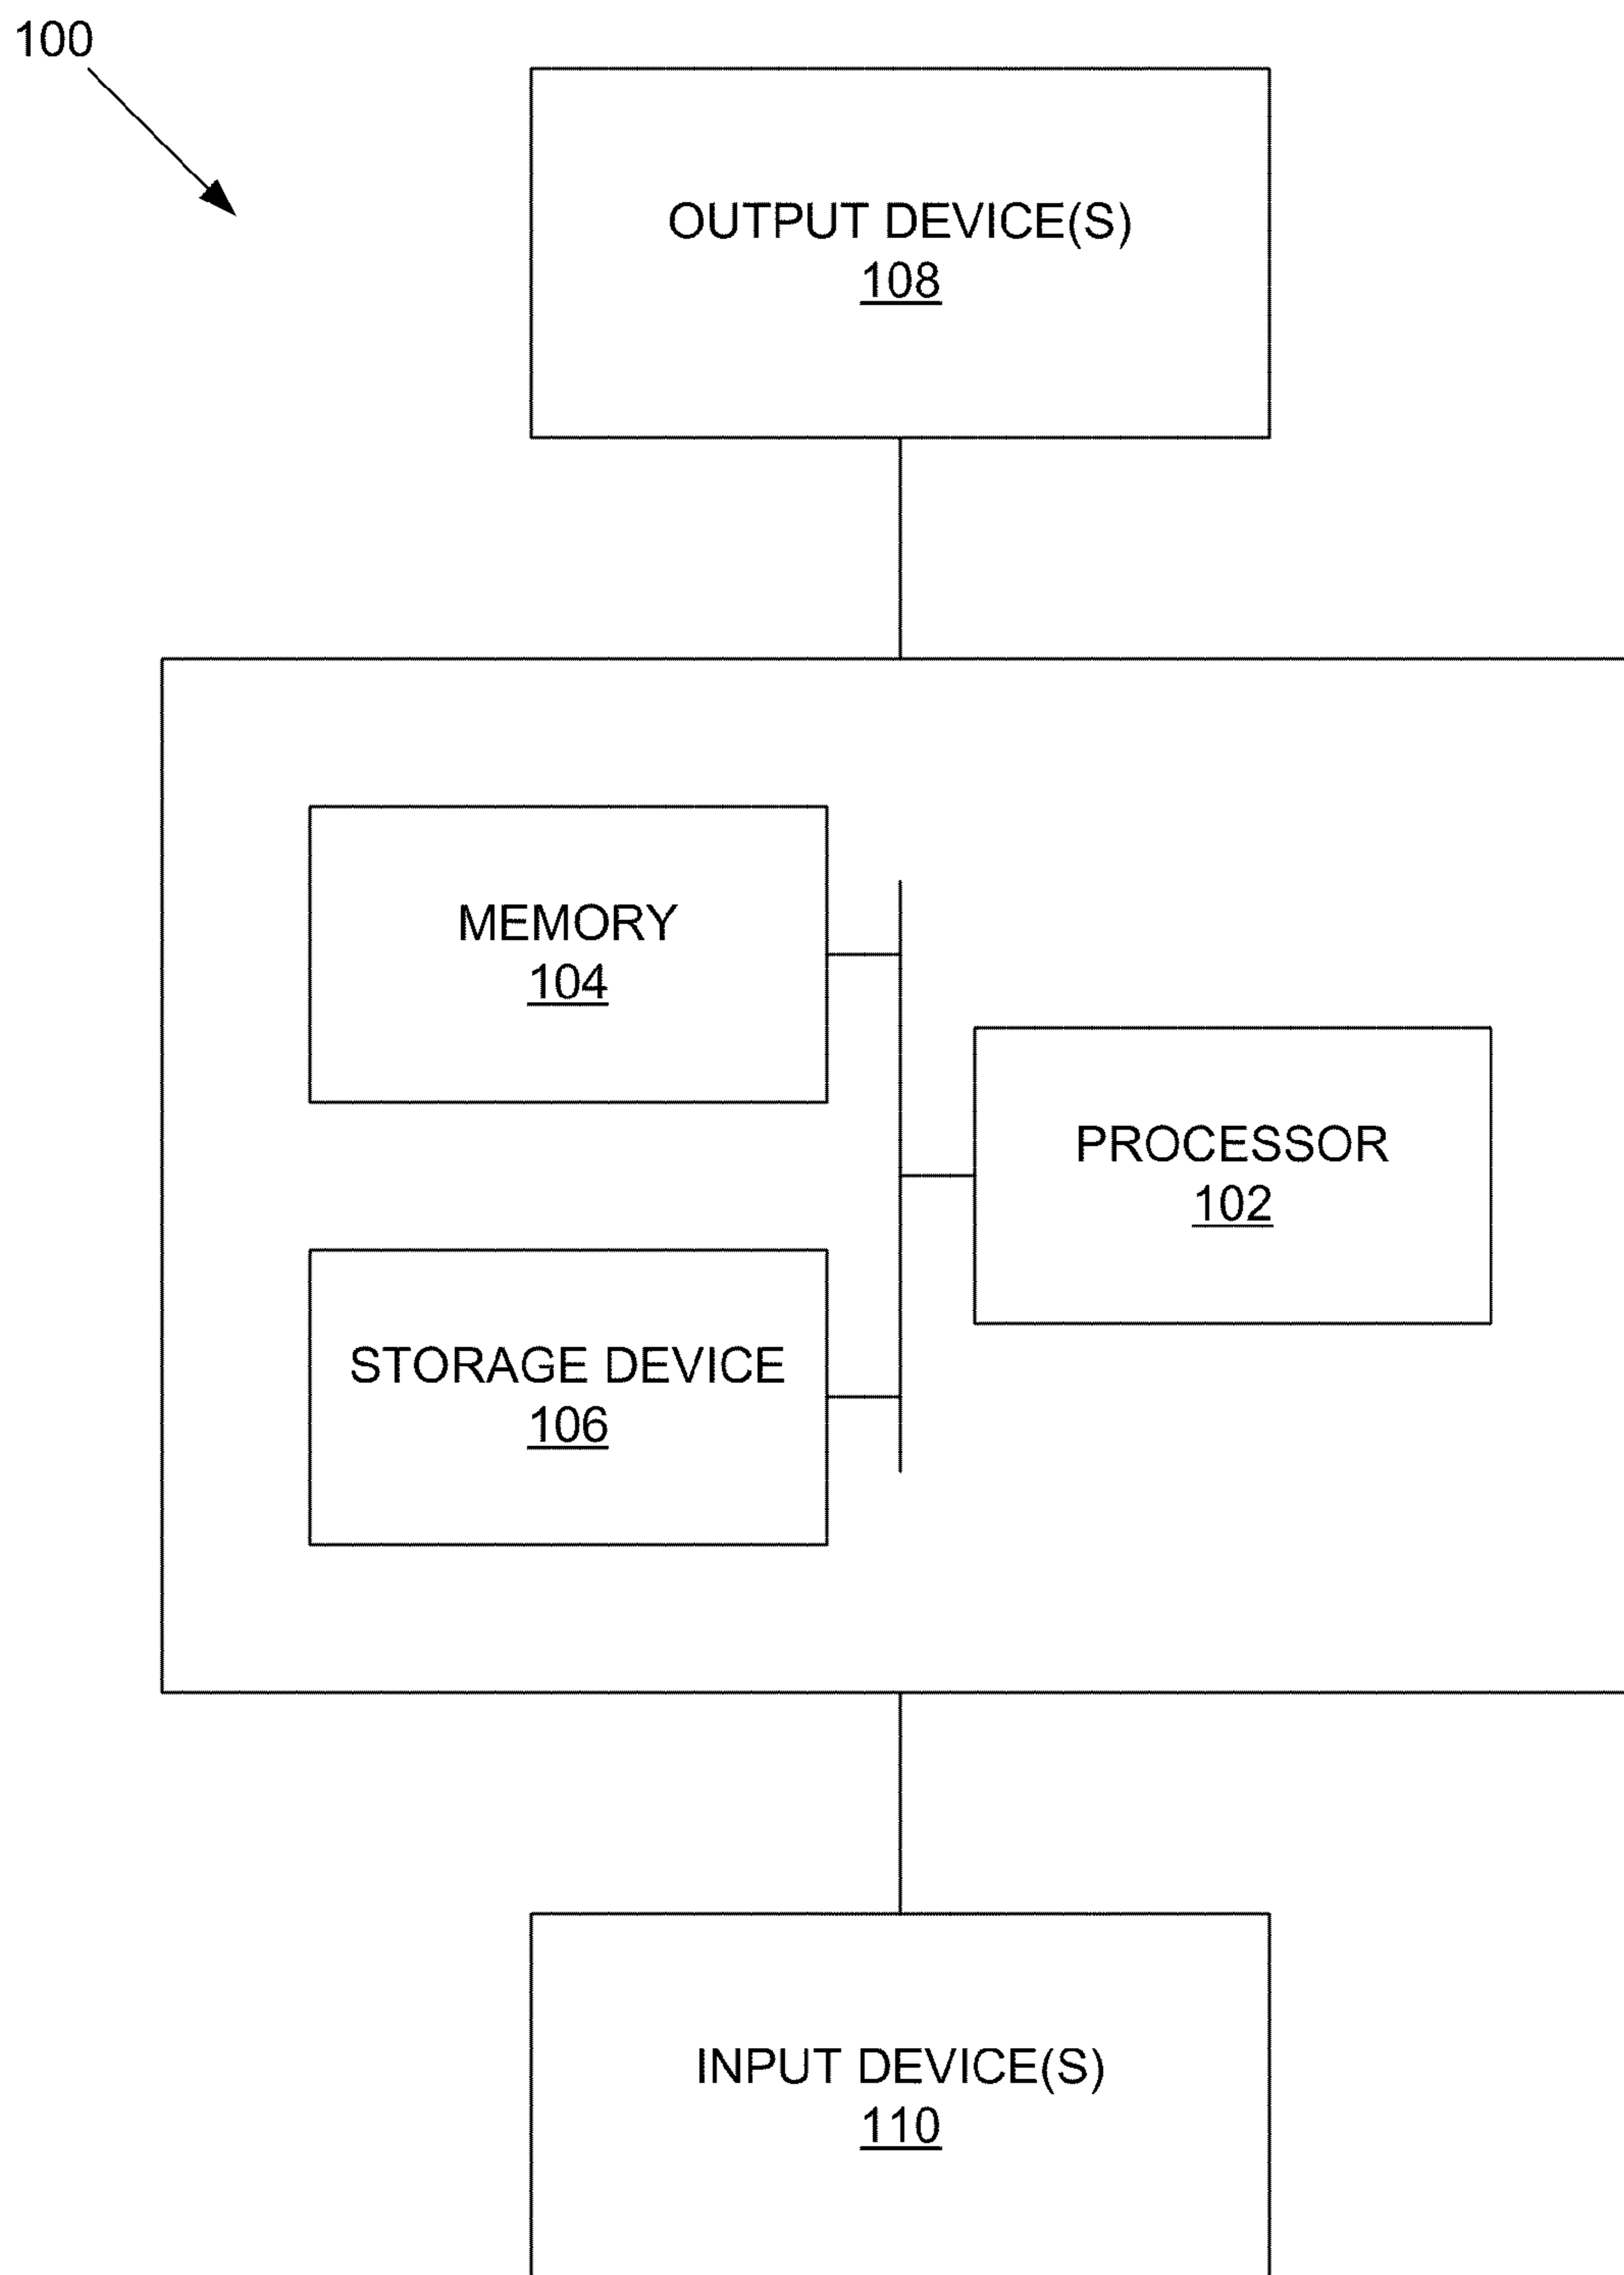 100
OUTPUT DEVICE(S)
108
MEMORY
104
PROCESSOR
102
STORAGE DEVICE
106
INPUT DEVICE(S)
110